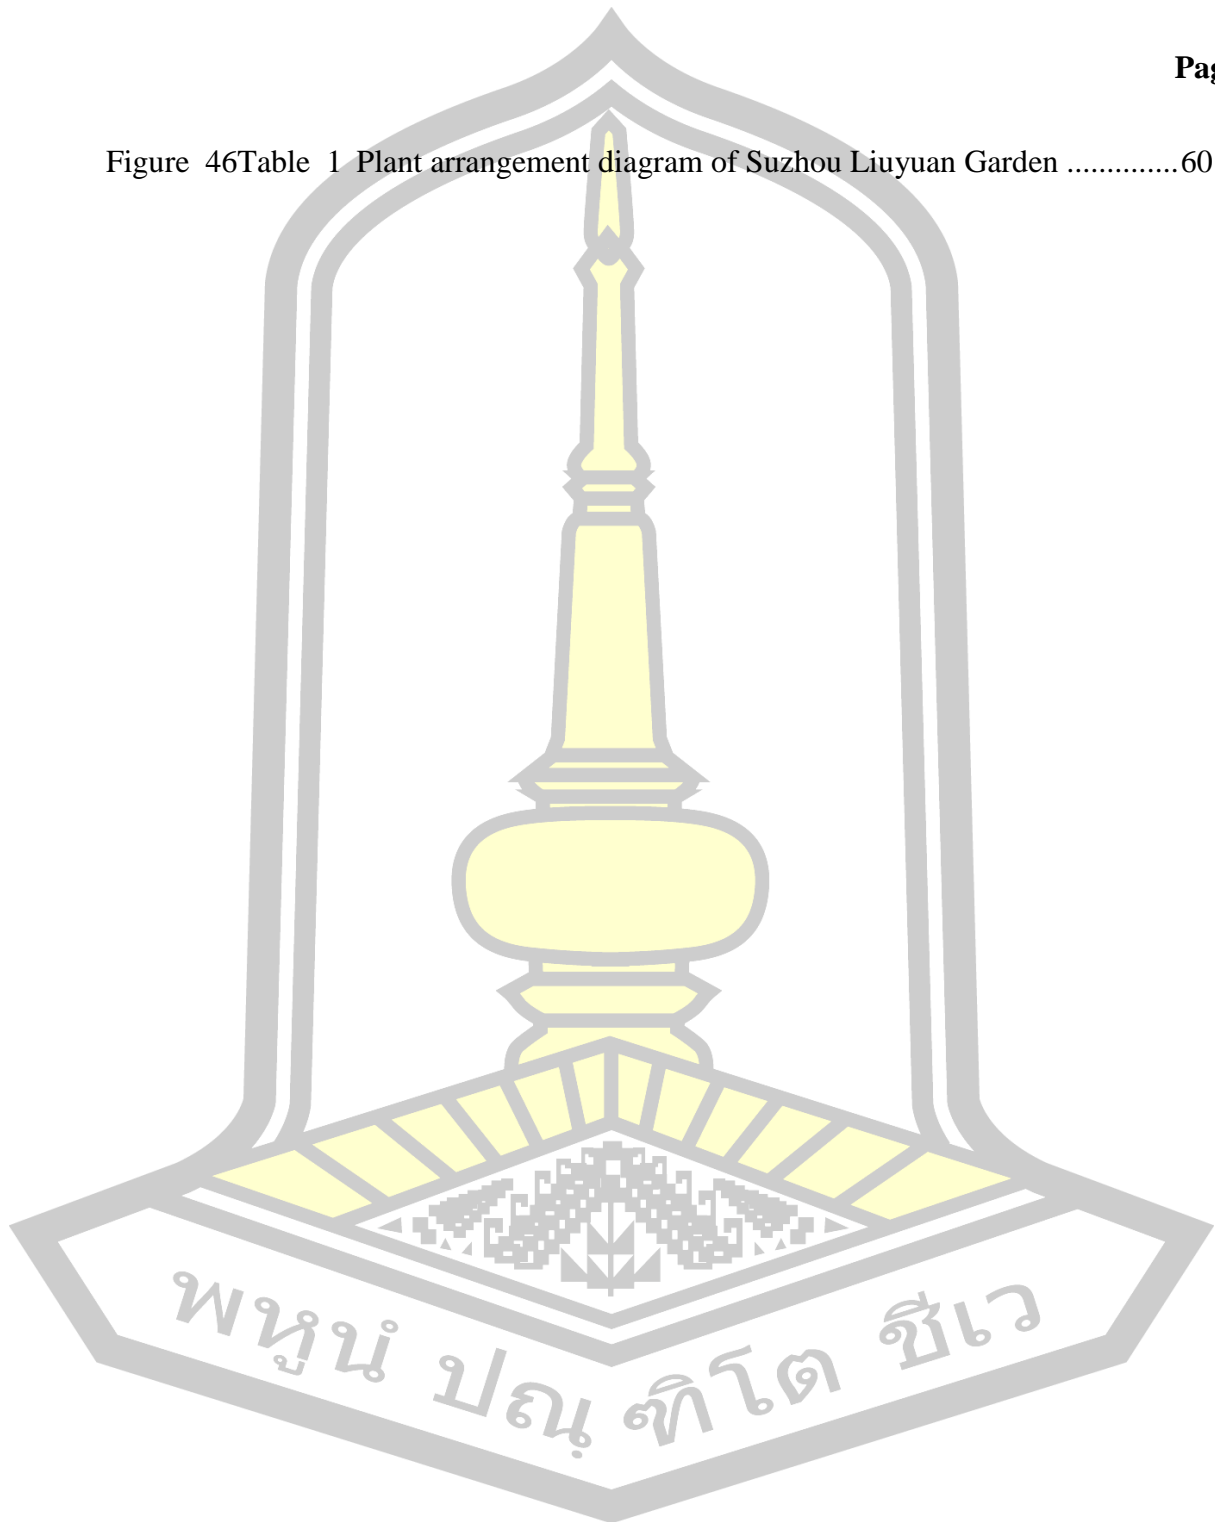 Pag
Figure 46Table 1 Plant arrangement diagram of Suzhou Liuyuan Garden ..............60
พหูนํ ปณฺฑิโต ชีเว